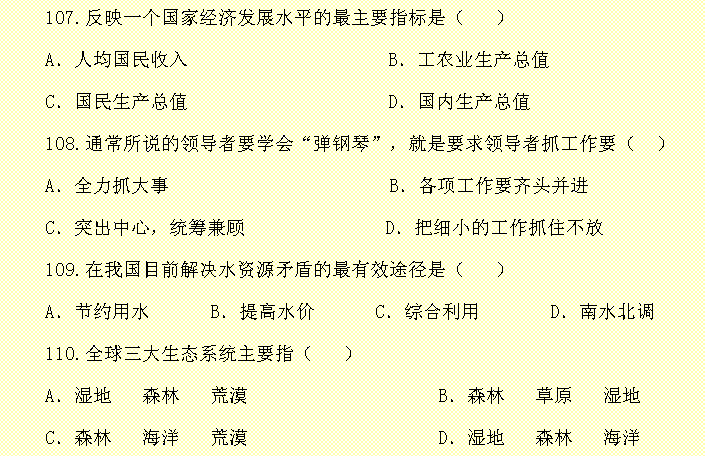 107.反映一个国家经济发展水平的最主要指标是（　　）
A．人均国民收入　　B．工农业生产总值
C．国民生产总值　　D．国内生产总值
108.通常所说的领导者要学会“弹钢琴”，就是要求领导者抓工作要（　）
A．全力抓大事　　B．各项工作要齐头并进
C．突出中心，统筹兼顾　　D．把细小的工作抓住不放
109.在我国目前解决水资源矛盾的最有效途径是（　　）
A．节约用水　　B．提高水价　　C．综合利用　　D．南水北调
110.全球三大生态系统主要指（　　）
A．湿地　森林　荒漠　　B．森林　草原　湿地
C．森林　海洋　荒漠　　D．湿地　森林　海洋